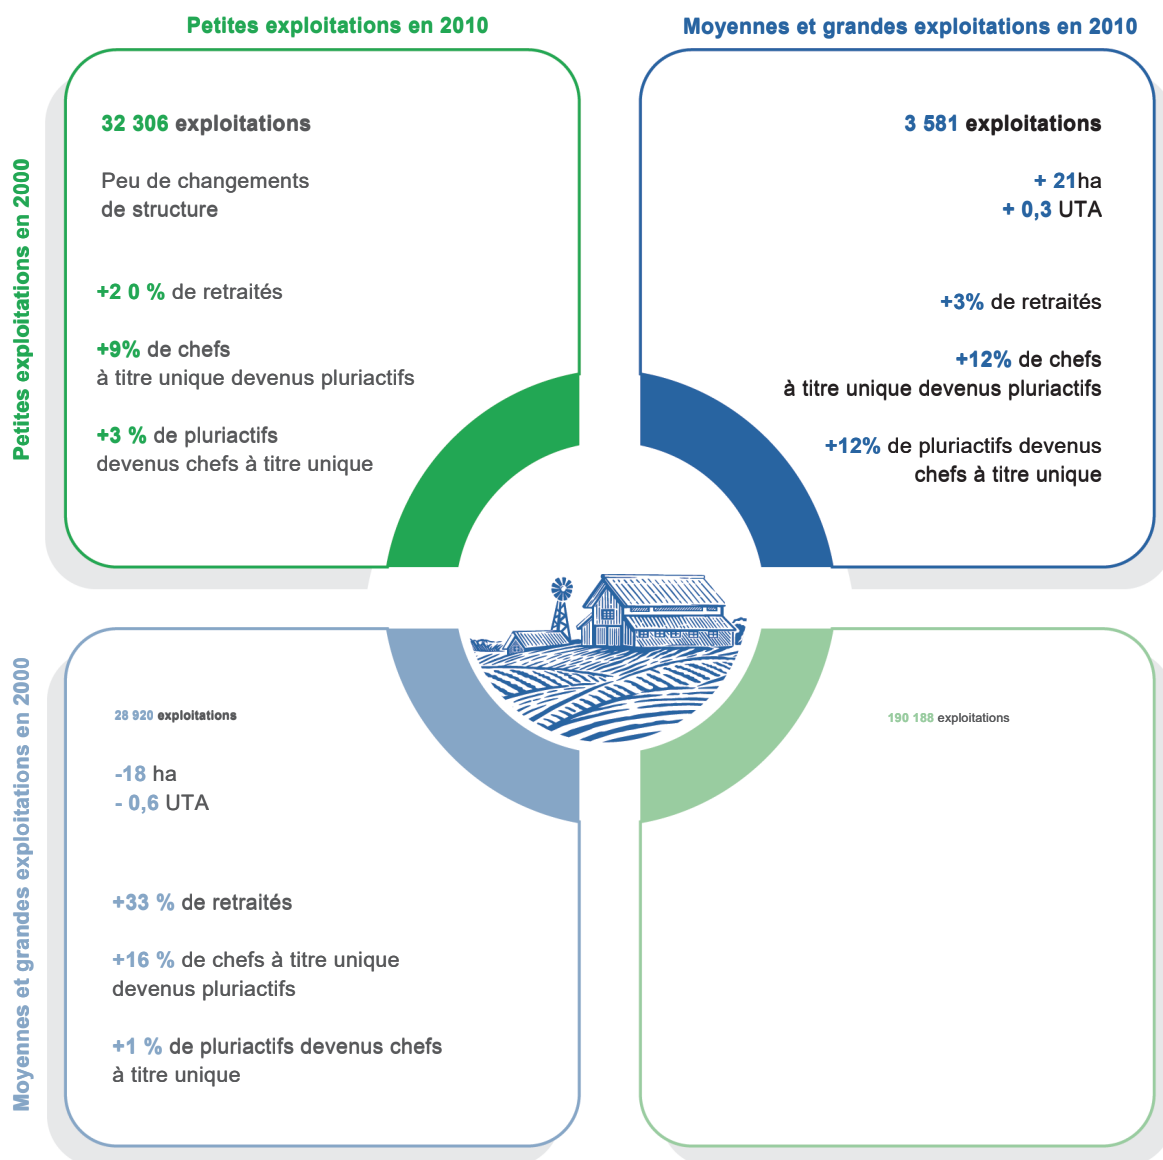 Petites exploitations en 2010
Moyennes et grandes exploitations en 2010
Petites exploitations en 2000
32 306 exploitations
Peu de changements
de structure
+2 0 % de retraités
+9% de chefs
à titre unique devenus pluriactifs
+3 % de pluriactifs
devenus chefs à titre unique
3 581 exploitations
+ 21ha
+ 0,3 UTA
+3% de retraités
+12% de chefs
à titre unique devenus pluriactifs
+12% de pluriactifs devenus
chefs à titre unique
Moyennes et grandes exploitations en 2000
28 920 exploitations
-18 ha
- 0,6 UTA
+33 % de retraités
+16 % de chefs à titre unique
devenus pluriactifs
+1 % de pluriactifs devenus chefs
à titre unique
190 188 exploitations